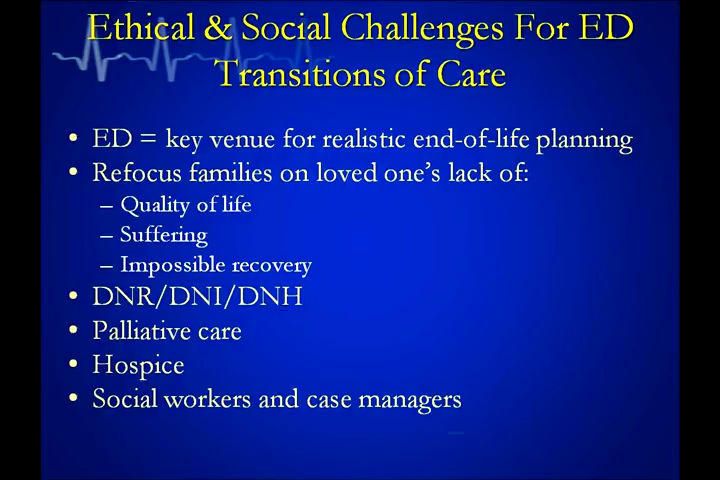 Ethical & Social Challenges For ED
Transitions of Care
• ED = key venue for realistic end-of-life planning
• Refocus families on loved one's lack of:
– Quality of life
– Suffering
– Impossible recovery
• DNR/DNI/DNH
• Palliative care
• Hospice
• Social workers and case managers